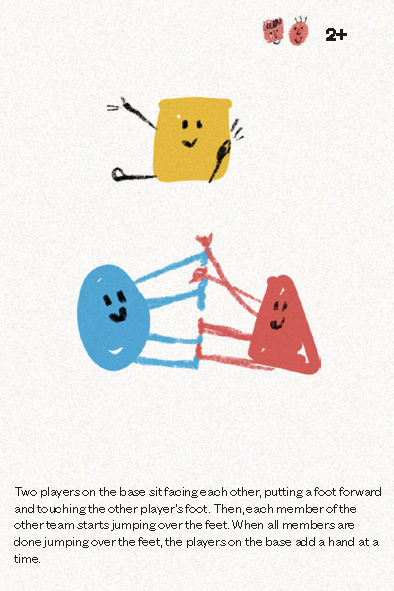 2+
Two players on the base sit facing each other, putting a foot forward
and touching the other player's foot. Then, each member of the
other team starts jumping over the feet. When all members are
done jumping over the feet, the players on the base add a hand at a
time.